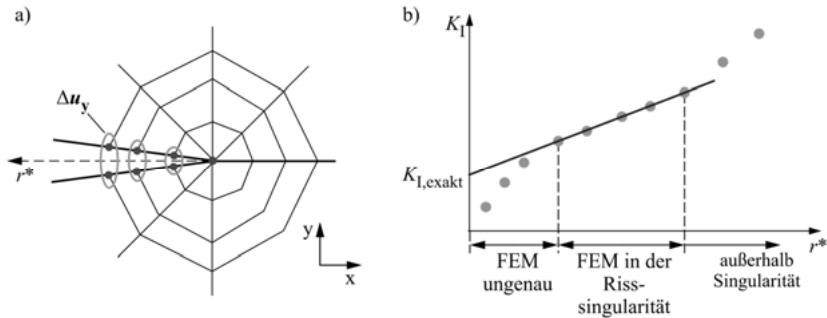 a)
Δu_y
r*
y
x
b)
K_I
K_I,exakt
r*
FEM
ungenau
FEM in der
Riss-
singularität
außerhalb
Singularität